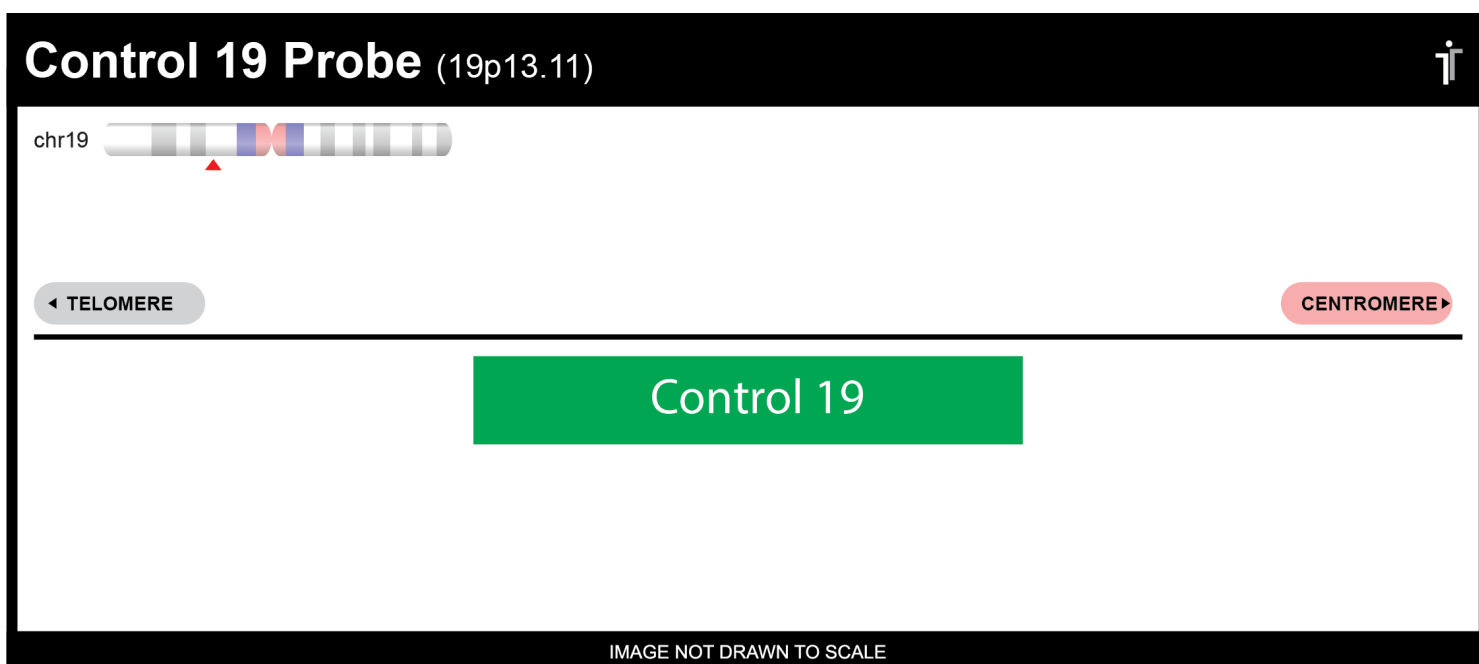 Control 19 Probe (19p13.11)
chr19
TELOMERE
CENTROMERE
Control 19
IMAGE NOT DRAWN TO SCALE